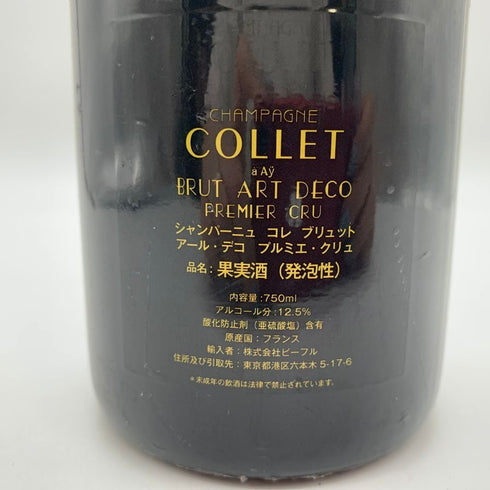 CHAMPAGNE
COLLET
à Aÿ
BRUT ART DECO
PREMIER CRU
シャンパーニュ コレ ブリュット
アール・デコ プルミエ・クリュ
品名：果実酒（発泡性）
内容量：750ml
アルコール分：12.5%
酸化防止剤（亜硫酸塩）含有
原産国：フランス
輸入者：株式会社ビーフル
住所及び引取先：東京都港区六本木5-17-6
＊未成年の飲酒は法律で禁止されています。